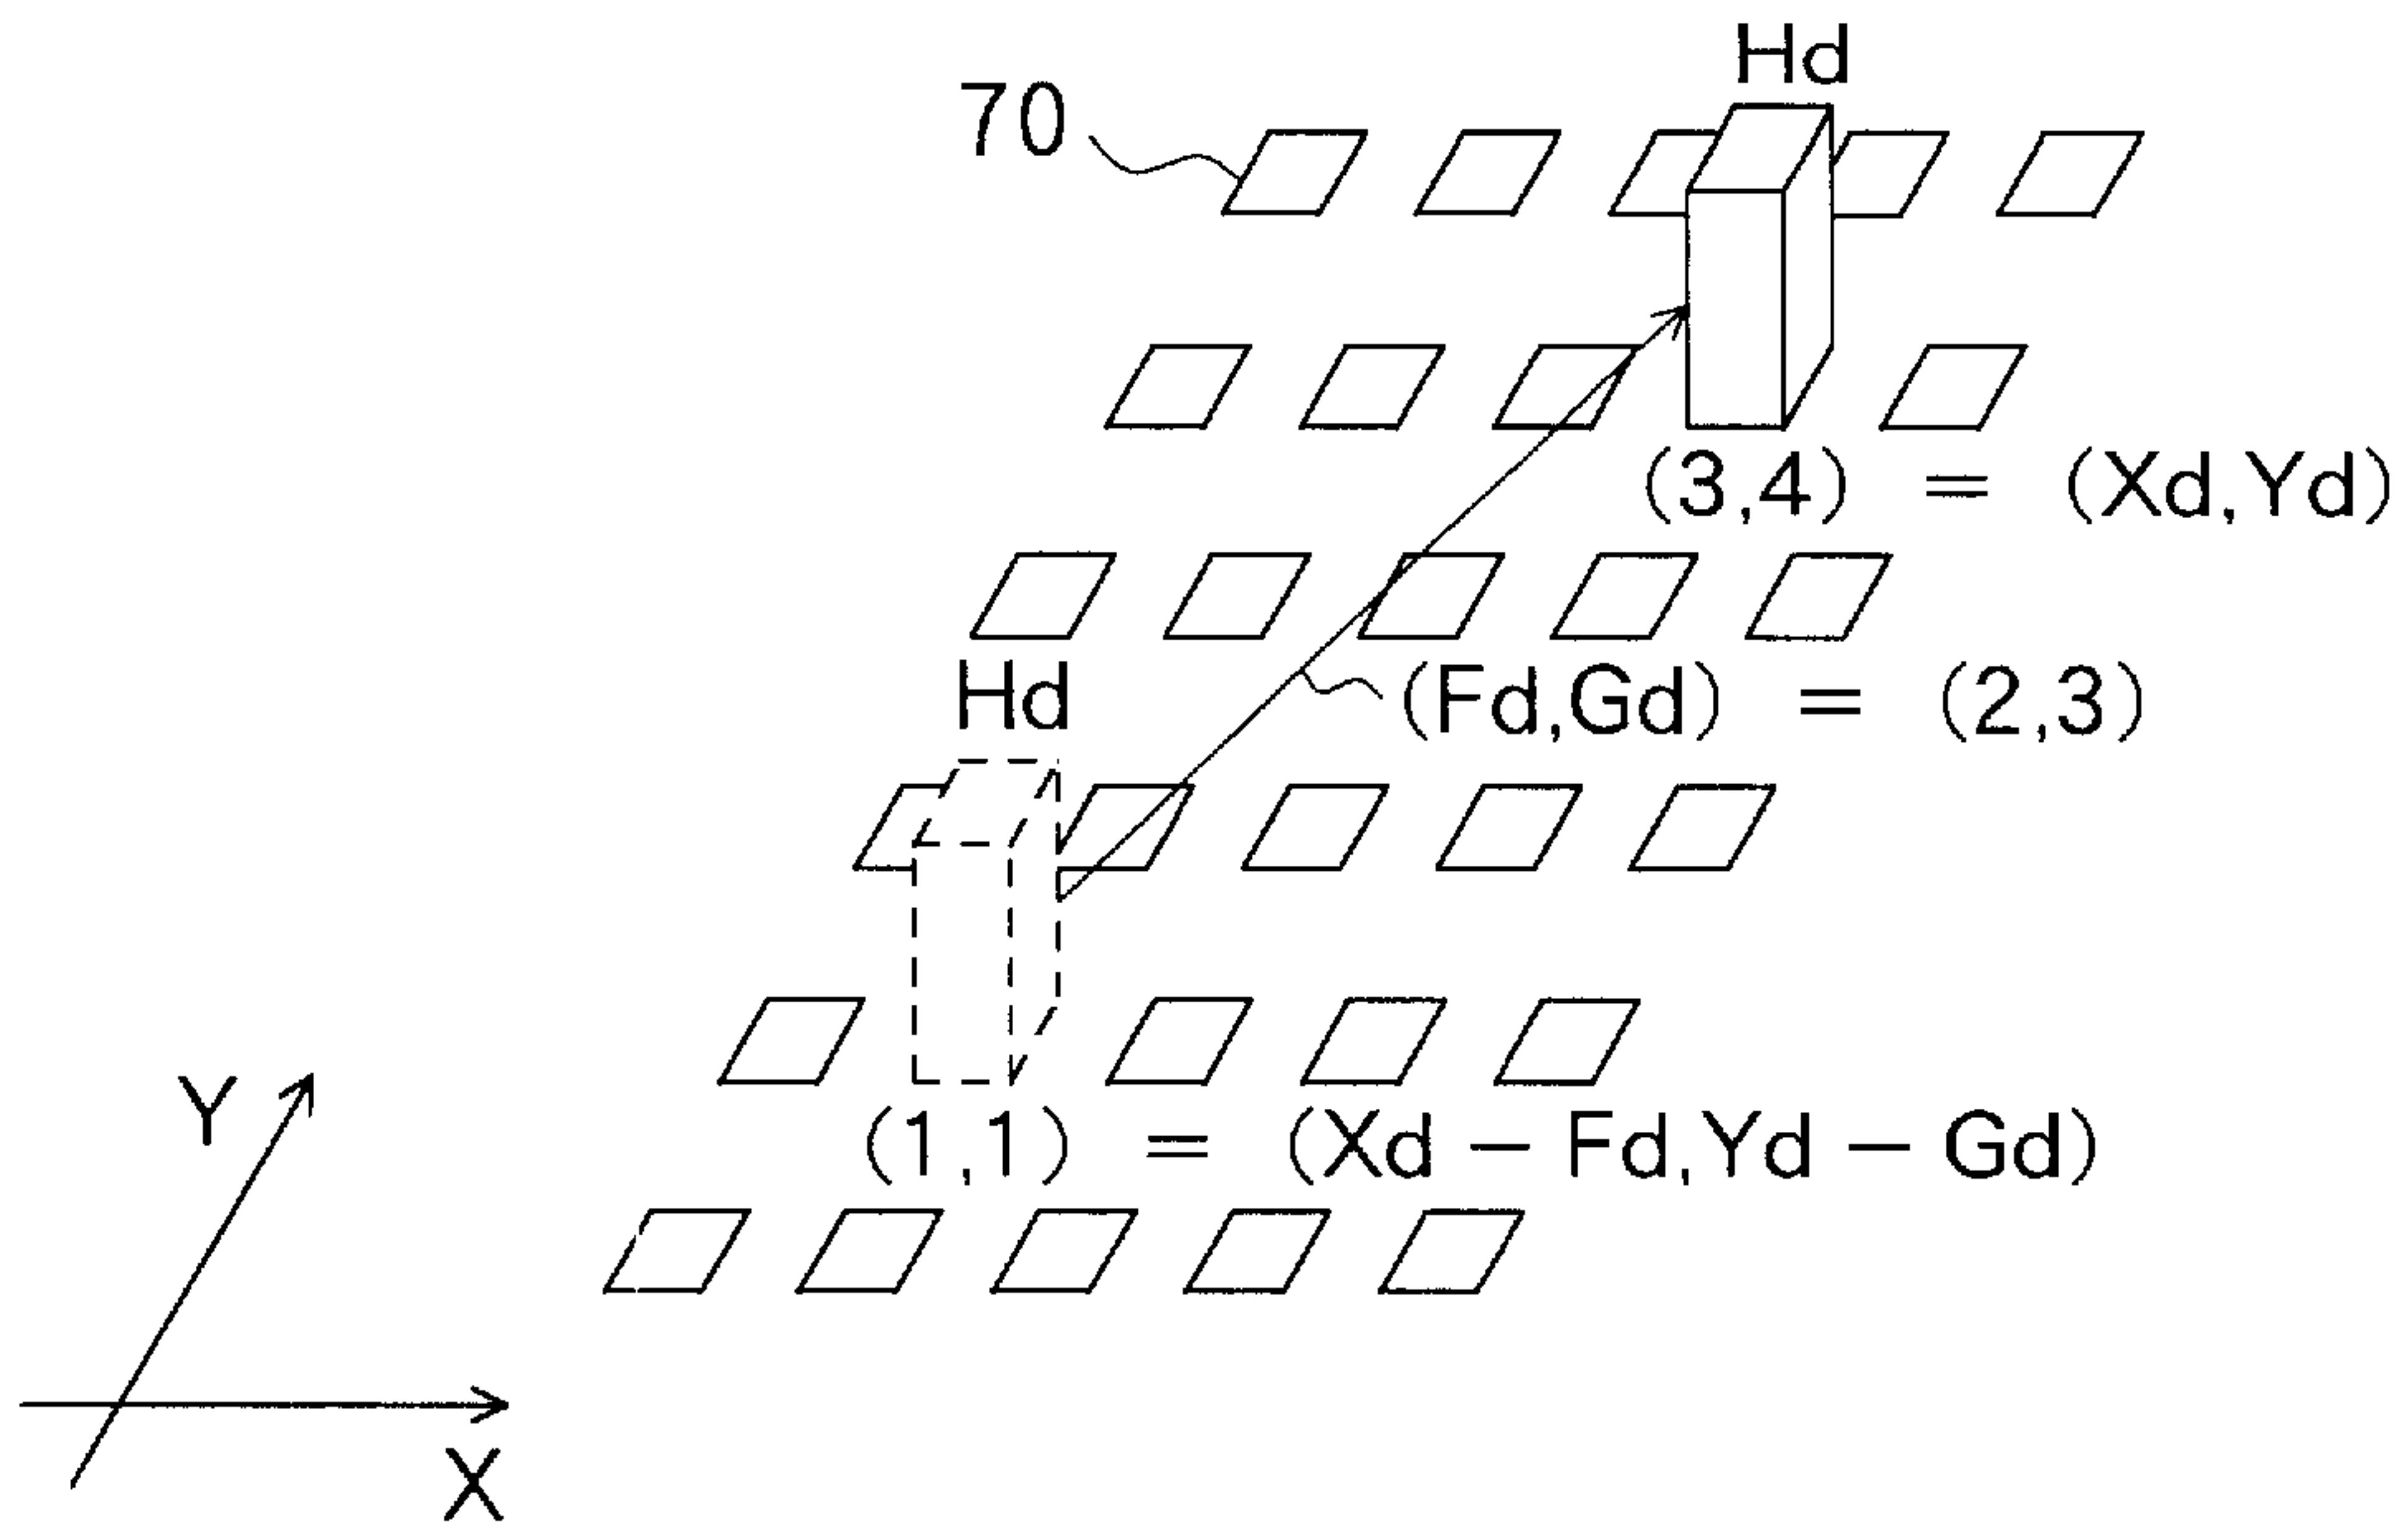 Hd
70
(3,4) = (Xd,Yd)
Hd
(Fd,Gd) = (2,3)
Y
(1,1) = (Xd − Fd,Yd − Gd)
X